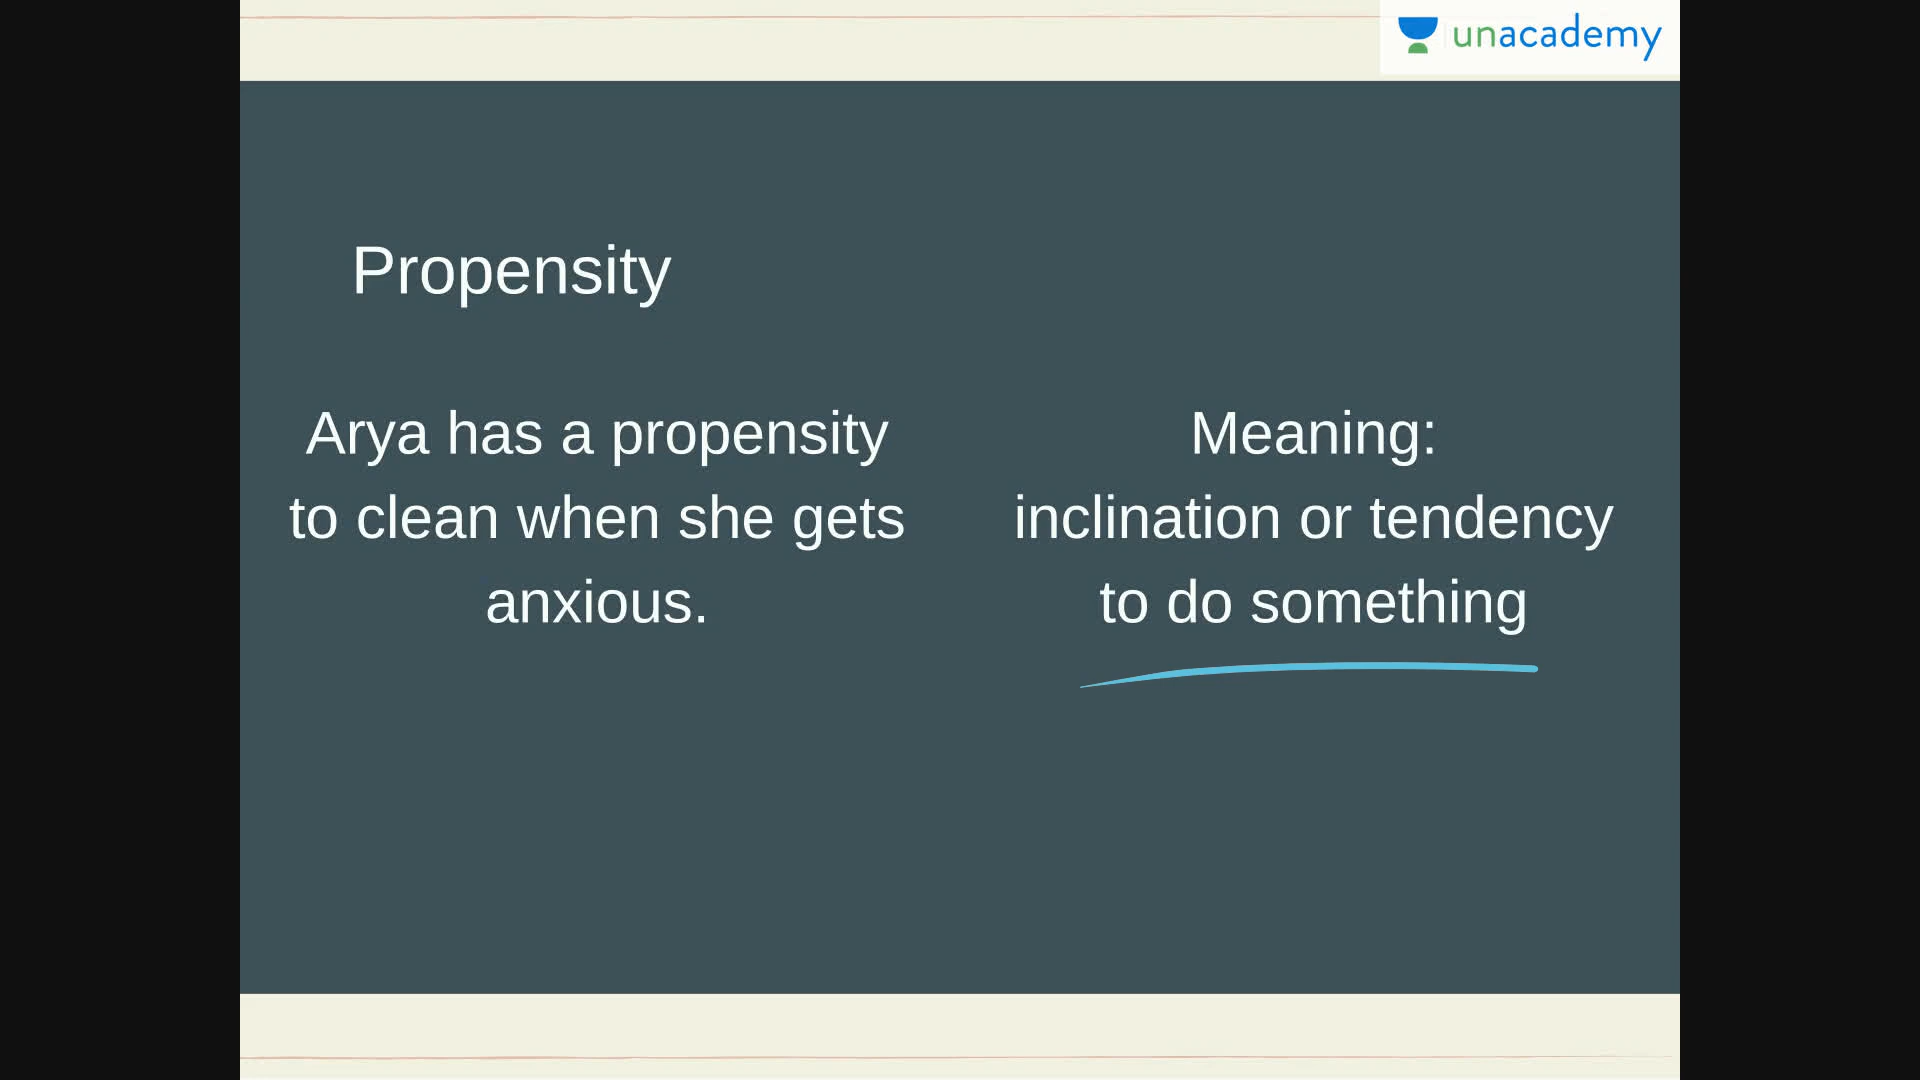 unacademy
Propensity
Arya has a propensity
to clean when she gets
anxious.
Meaning:
inclination or tendency
to do something